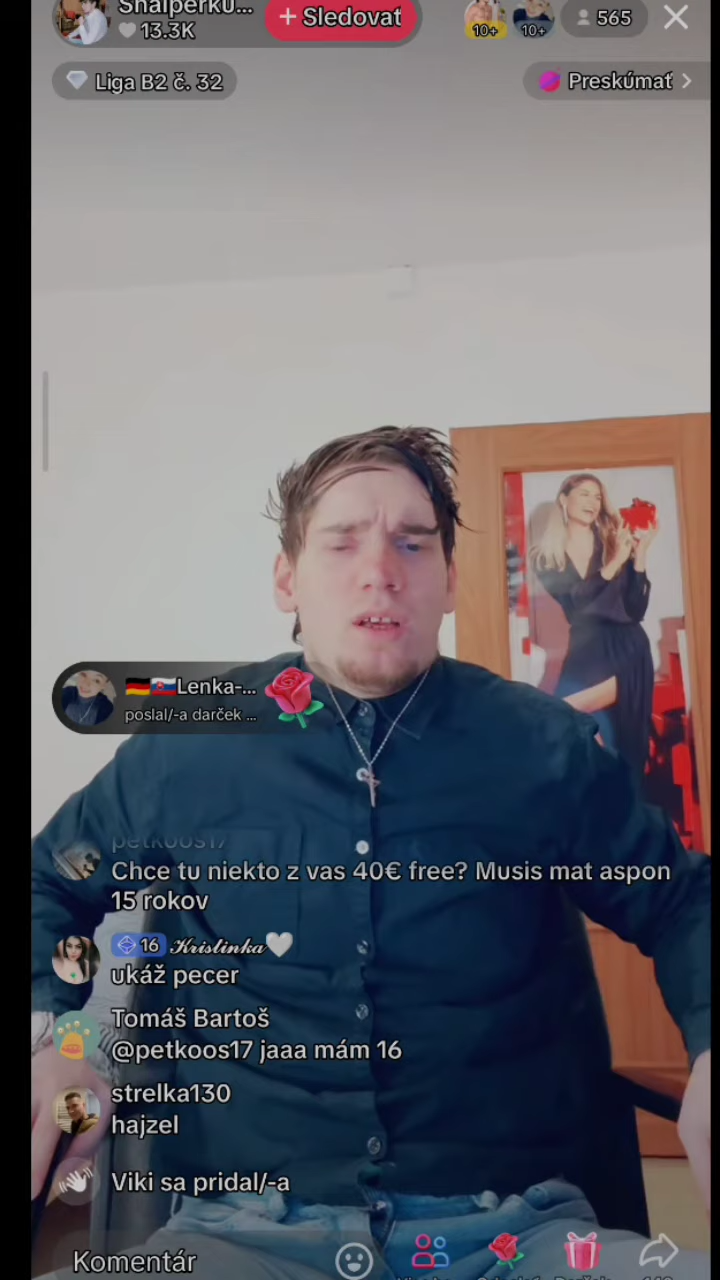 Shaiperko...
13.3K
+ Sledovať
10+
10+
565
Liga B2 č. 32
Preskúmať
Lenka-...
poslal/-a darček ...
petkoos17
Chce tu niekto z vas 40€ free? Musis mat aspon
15 rokov
16 Kristinka🤍
ukáž pecer
Tomáš Bartoš
@petkoos17 jaaa mám 16
strelka130
hajzel
Viki sa pridal/-a
Komentár